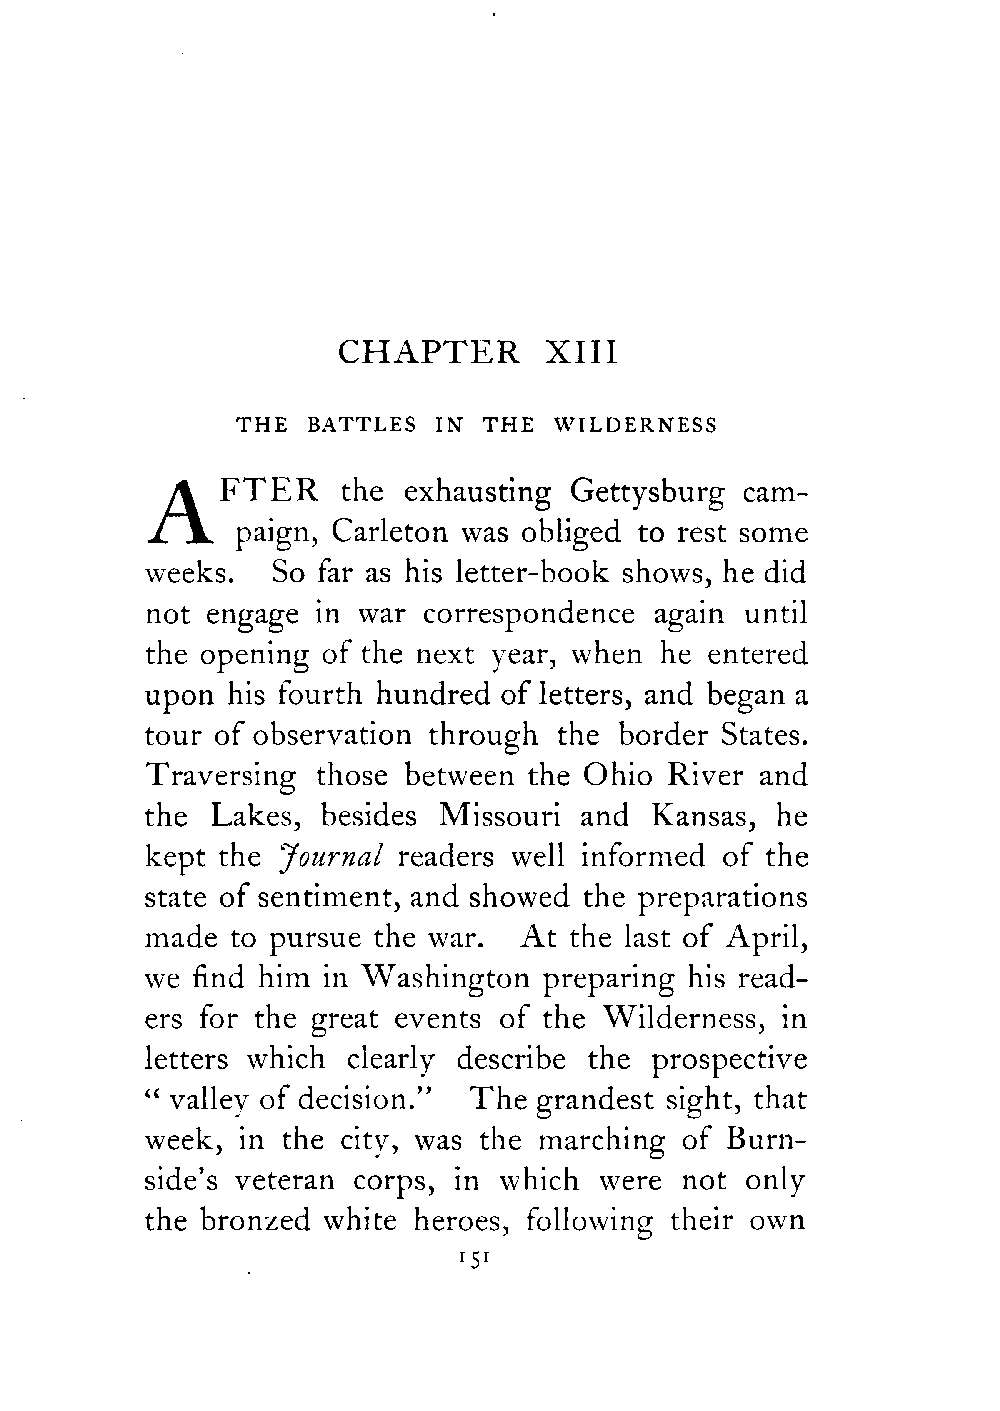 CHAPTER XIII
THE BATTLES IN THE WILDERNESS
AFTER the exhausting Gettysburg cam-
paign, Carleton was obliged to rest some
weeks. So far as his letter-book shows, he did
not engage in war correspondence again until
the opening of the next year, when he entered
upon his fourth hundred of letters, and began a
tour of observation through the border States.
Traversing those between the Ohio River and
the Lakes, besides Missouri and Kansas, he
kept the Journal readers well informed of the
state of sentiment, and showed the preparations
made to pursue the war. At the last of April,
we find him in Washington preparing his read-
ers for the great events of the Wilderness, in
letters which clearly describe the prospective
“ valley of decision.” The grandest sight, that
week, in the city, was the marching of Burn-
side's veteran corps, in which were not only
the bronzed white heroes, following their own
151